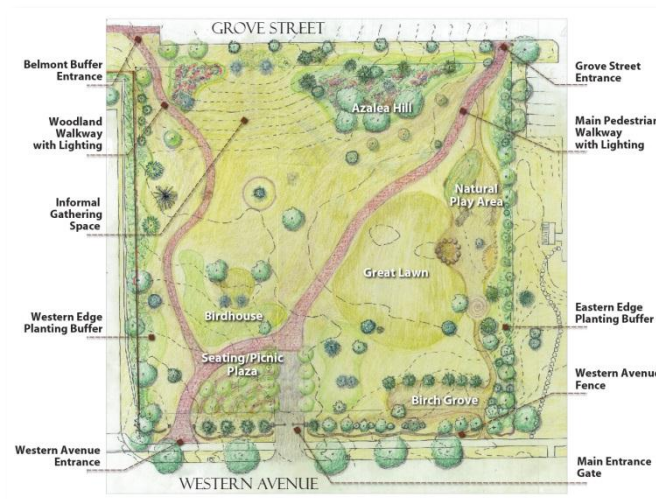 GROVE STREET
Belmont Buffer
Entrance
Woodland
Walkway
with Lighting
Informal
Gathering
Space
Western Edge
Planting Buffer
Western Avenue
Entrance
Azalea Hill
Natural
Play Area
Great Lawn
Birdhouse
Seating/Picnic
Plaza
Birch Grove
Grove Street
Entrance
Main Pedestrian
Walkway
with Lighting
Eastern Edge
Planting Buffer
Western Avenue
Fence
Main Entrance
Gate
WESTERN AVENUE